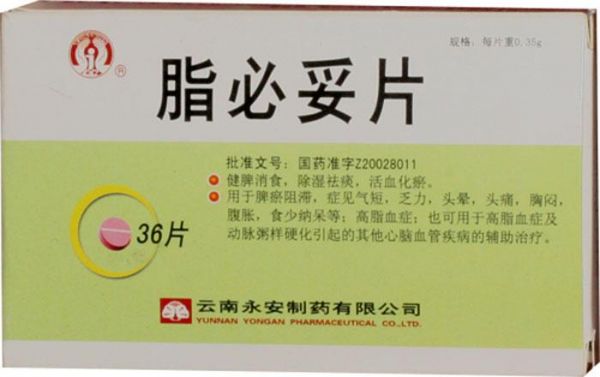 规格：每片重0.35g
®
脂必妥片
批准文号：国药准字Z20028011
健脾消食，除湿祛痰，活血化瘀。
用于脾瘀阻滞，症见气短，乏力，头晕，头痛，胸闷，
腹胀，食少纳呆等；高脂血症；也可用于高脂血症及
动脉粥样硬化引起的其他心脑血管疾病的辅助治疗。
36片
云南永安制药有限公司
YUNNAN YONGAN PHARMACEUTICAL CO.,LTD.